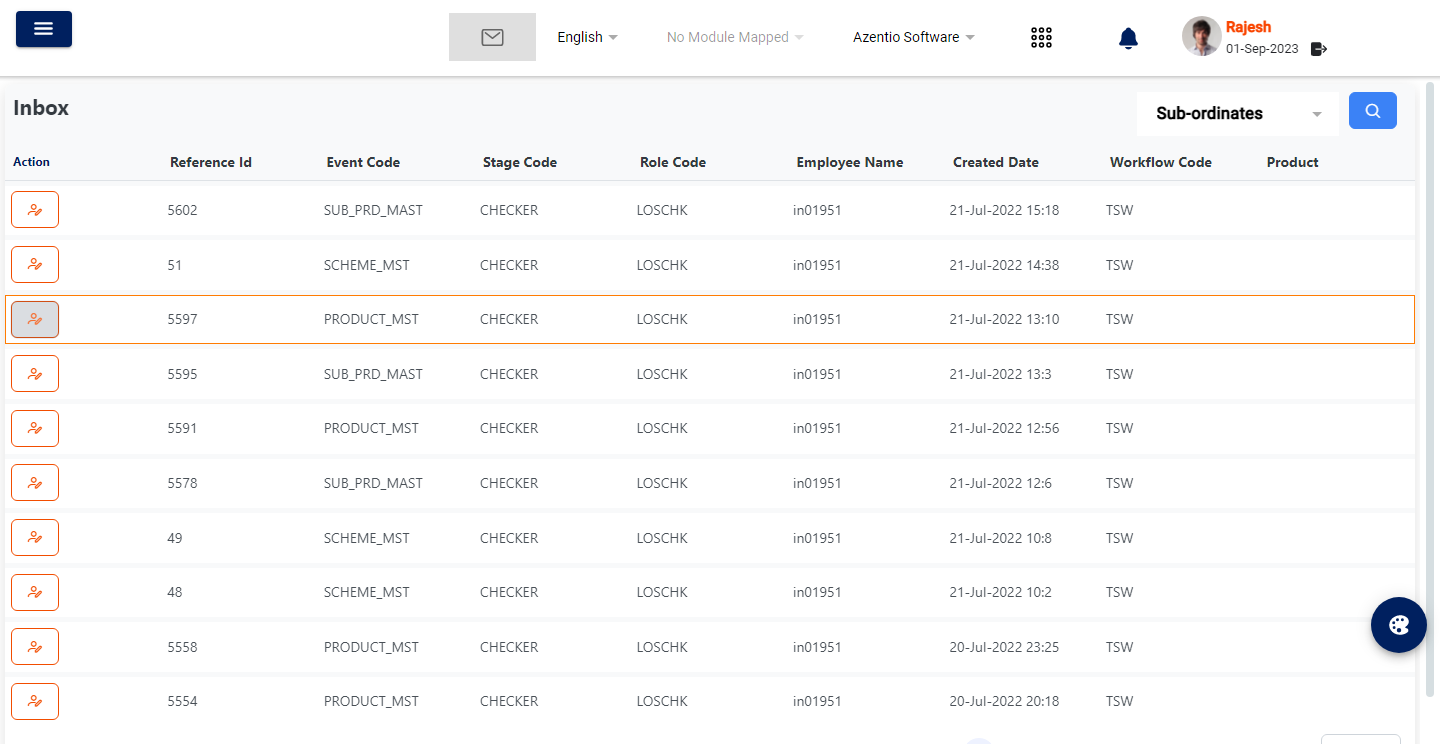 English No Module Mapped Azentio Software Rajesh
01-Sep-2023
Inbox Sub-ordinates
Action Reference Id Event Code Stage Code Role Code Employee Name Created Date Workflow Code Product
5602 SUB_PRD_MAST CHECKER LOSCHK in01951 21-Jul-2022 15:18 TSW
51 SCHEME_MST CHECKER LOSCHK in01951 21-Jul-2022 14:38 TSW
5597 PRODUCT_MST CHECKER LOSCHK in01951 21-Jul-2022 13:10 TSW
5595 SUB_PRD_MAST CHECKER LOSCHK in01951 21-Jul-2022 13:3 TSW
5591 PRODUCT_MST CHECKER LOSCHK in01951 21-Jul-2022 12:56 TSW
5578 SUB_PRD_MAST CHECKER LOSCHK in01951 21-Jul-2022 12:6 TSW
49 SCHEME_MST CHECKER LOSCHK in01951 21-Jul-2022 10:8 TSW
48 SCHEME_MST CHECKER LOSCHK in01951 21-Jul-2022 10:2 TSW
5558 PRODUCT_MST CHECKER LOSCHK in01951 20-Jul-2022 23:25 TSW
5554 PRODUCT_MST CHECKER LOSCHK in01951 20-Jul-2022 20:18 TSW